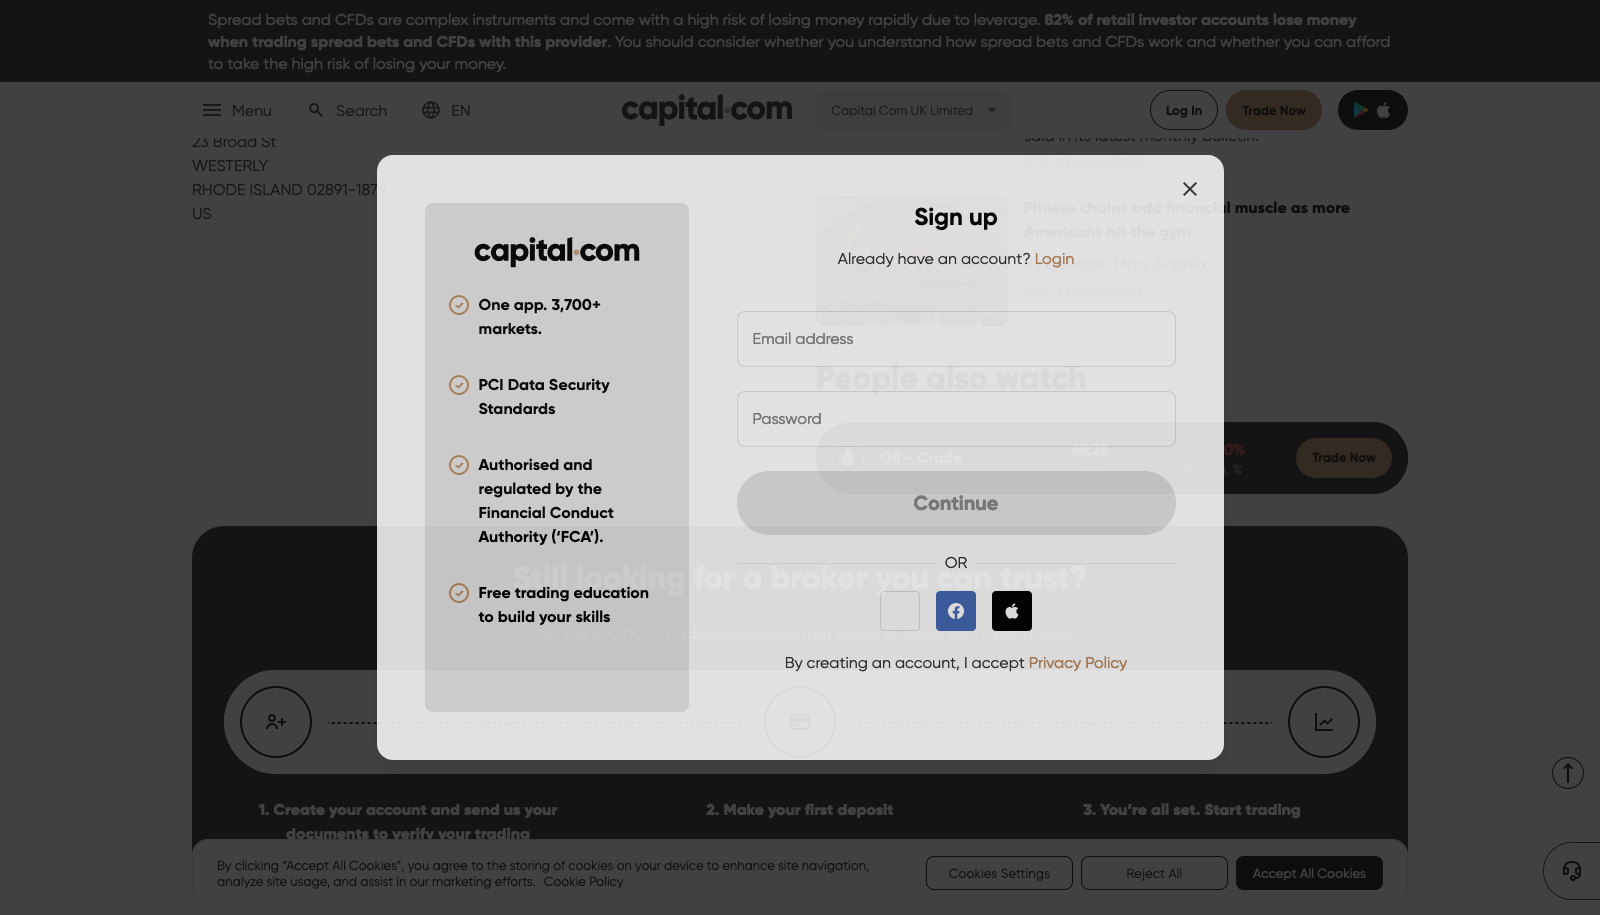 Spread bets and CFDs are complex instruments and come with a high risk of losing money rapidly due to leverage. 82% of retail investor accounts lose money
when trading spread bets and CFDs with this provider. You should consider whether you understand how spread bets and CFDs work and whether you can afford
to take the high risk of losing your money.
Menu
Search
EN
capital.com
Capital Com UK Limited
Log In
Trade Now
23 Broad St
WESTERLY
RHODE ISLAND 02891-1879
US
said in its latest monthly bulletin.
Fitness chains add financial muscle as more
Americans hit the gym
People also watch
Oil - Crude
69.28
Trade Now
capital.com
One app. 3,700+
markets.
PCI Data Security
Standards
Authorised and
regulated by the
Financial Conduct
Authority (‘FCA’).
Free trading education
to build your skills
Sign up
Already have an account? Login
Email address
Password
Continue
OR
By creating an account, I accept Privacy Policy
Still looking for a broker you can trust?
1. Create your account and send us your
documents to verify your trading
2. Make your first deposit
3. You’re all set. Start trading
By clicking “Accept All Cookies”, you agree to the storing of cookies on your device to enhance site navigation,
analyze site usage, and assist in our marketing efforts. Cookie Policy
Cookies Settings
Reject All
Accept All Cookies